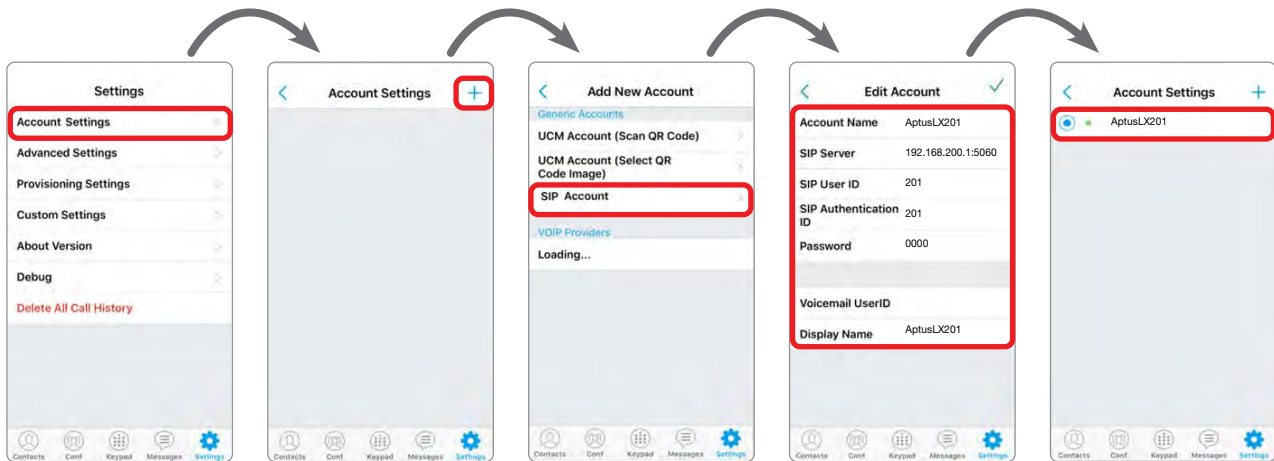 Settings
Account Settings
Advanced Settings
Provisioning Settings
Custom Settings
About Version
Debug
Delete All Call History
Contacts Conf Keypad Messages Settings
Account Settings +
Contacts Conf Keypad Messages Settings
Add New Account
Generic Accounts
UCM Account (Scan QR Code)
UCM Account (Select QR
Code Image)
SIP Account
VOIP Providers
Loading...
Contacts Conf Keypad Messages Settings
Edit Account
Account Name AptusLX201
SIP Server 192.168.200.1:5060
SIP User ID 201
SIP Authentication
ID 201
Password 0000
Voicemail UserID
Display Name AptusLX201
Contacts Conf Keypad Messages Settings
Account Settings +
AptusLX201
Contacts Conf Keypad Messages Settings